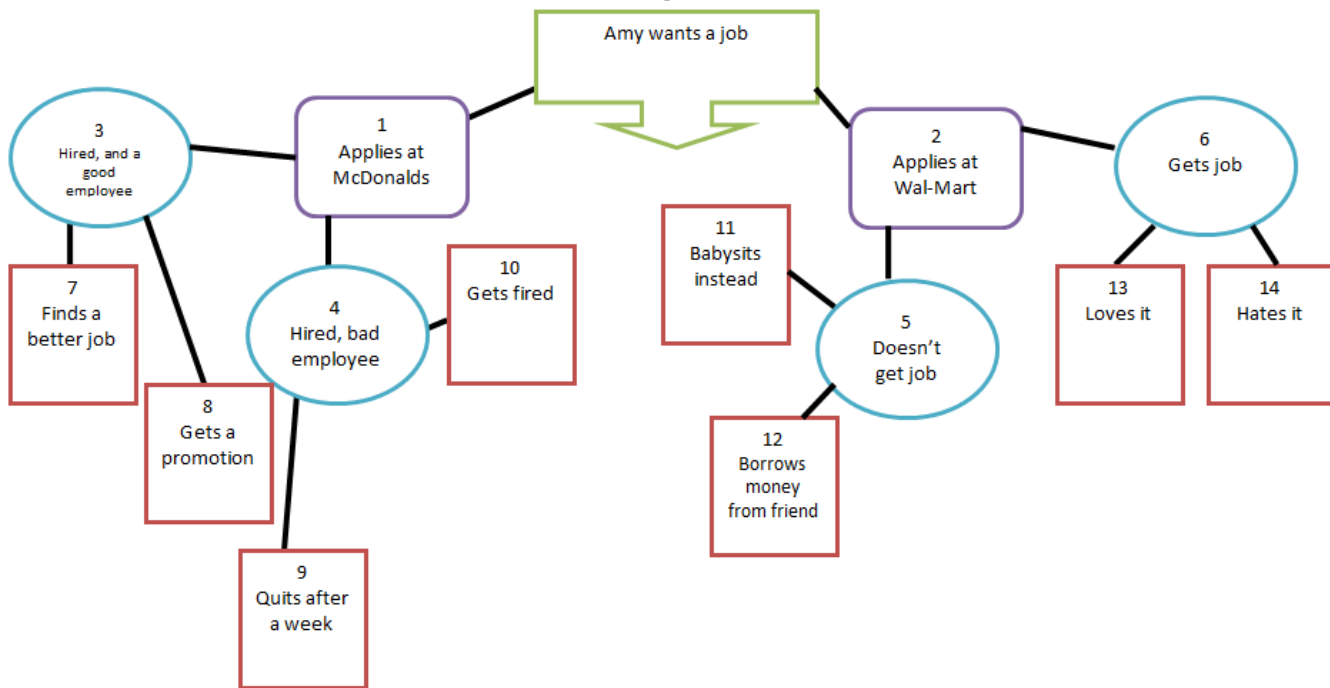 Amy wants a job
1
Applies at
McDonalds
2
Applies at
Wal-Mart
3
Hired, and a
good
employee
4
Hired, bad
employee
5
Doesn't
get job
6
Gets job
7
Finds a
better job
8
Gets a
promotion
9
Quits after
a week
10
Gets fired
11
Babysits
instead
12
Borrows
money
from friend
13
Loves it
14
Hates it